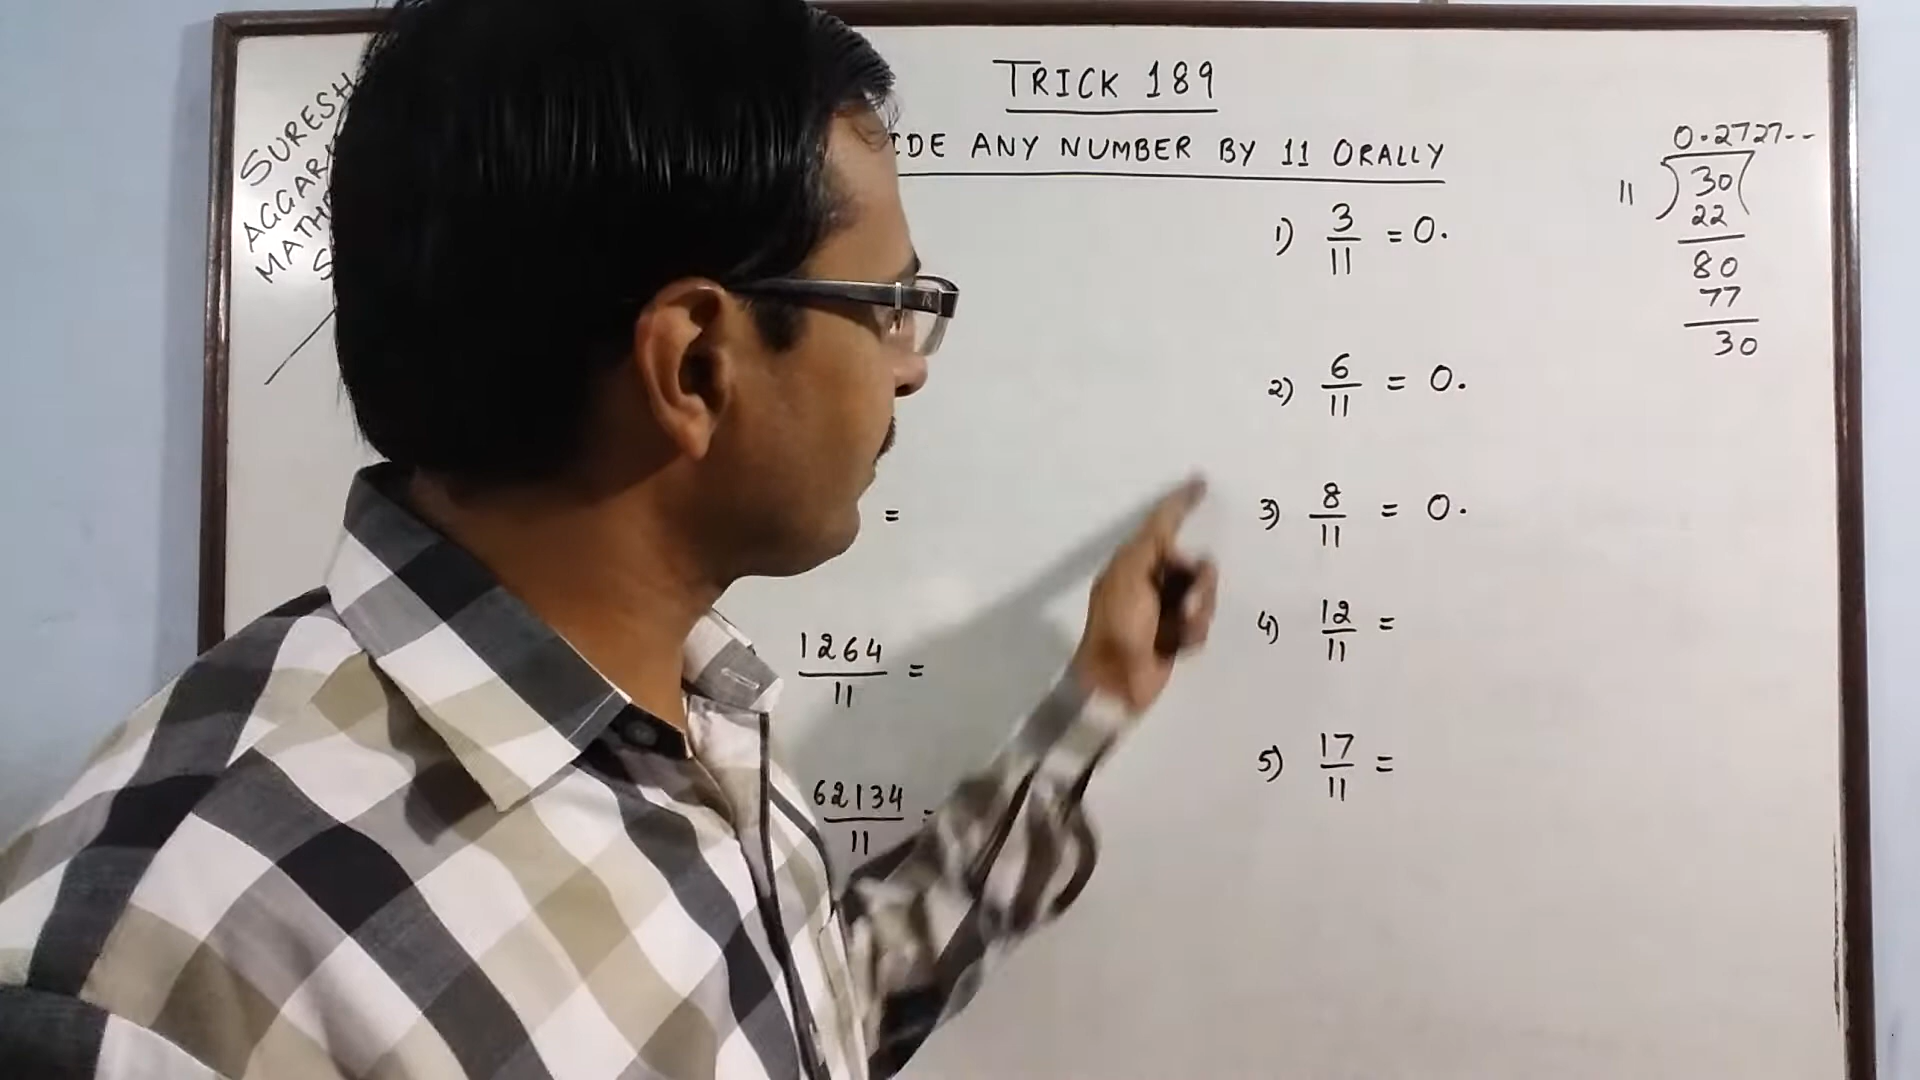 TRICK 189
IDE ANY NUMBER BY 11 ORALLY
SURESH
AGGAR
MATH
S
=
1264/11 =
62134/11 =
1) 3/11 = 0.
2) 6/11 = 0.
3) 8/11 = 0.
4) 12/11 =
5) 17/11 =
0.2727--
11 ) 30 (
22
80
77
30